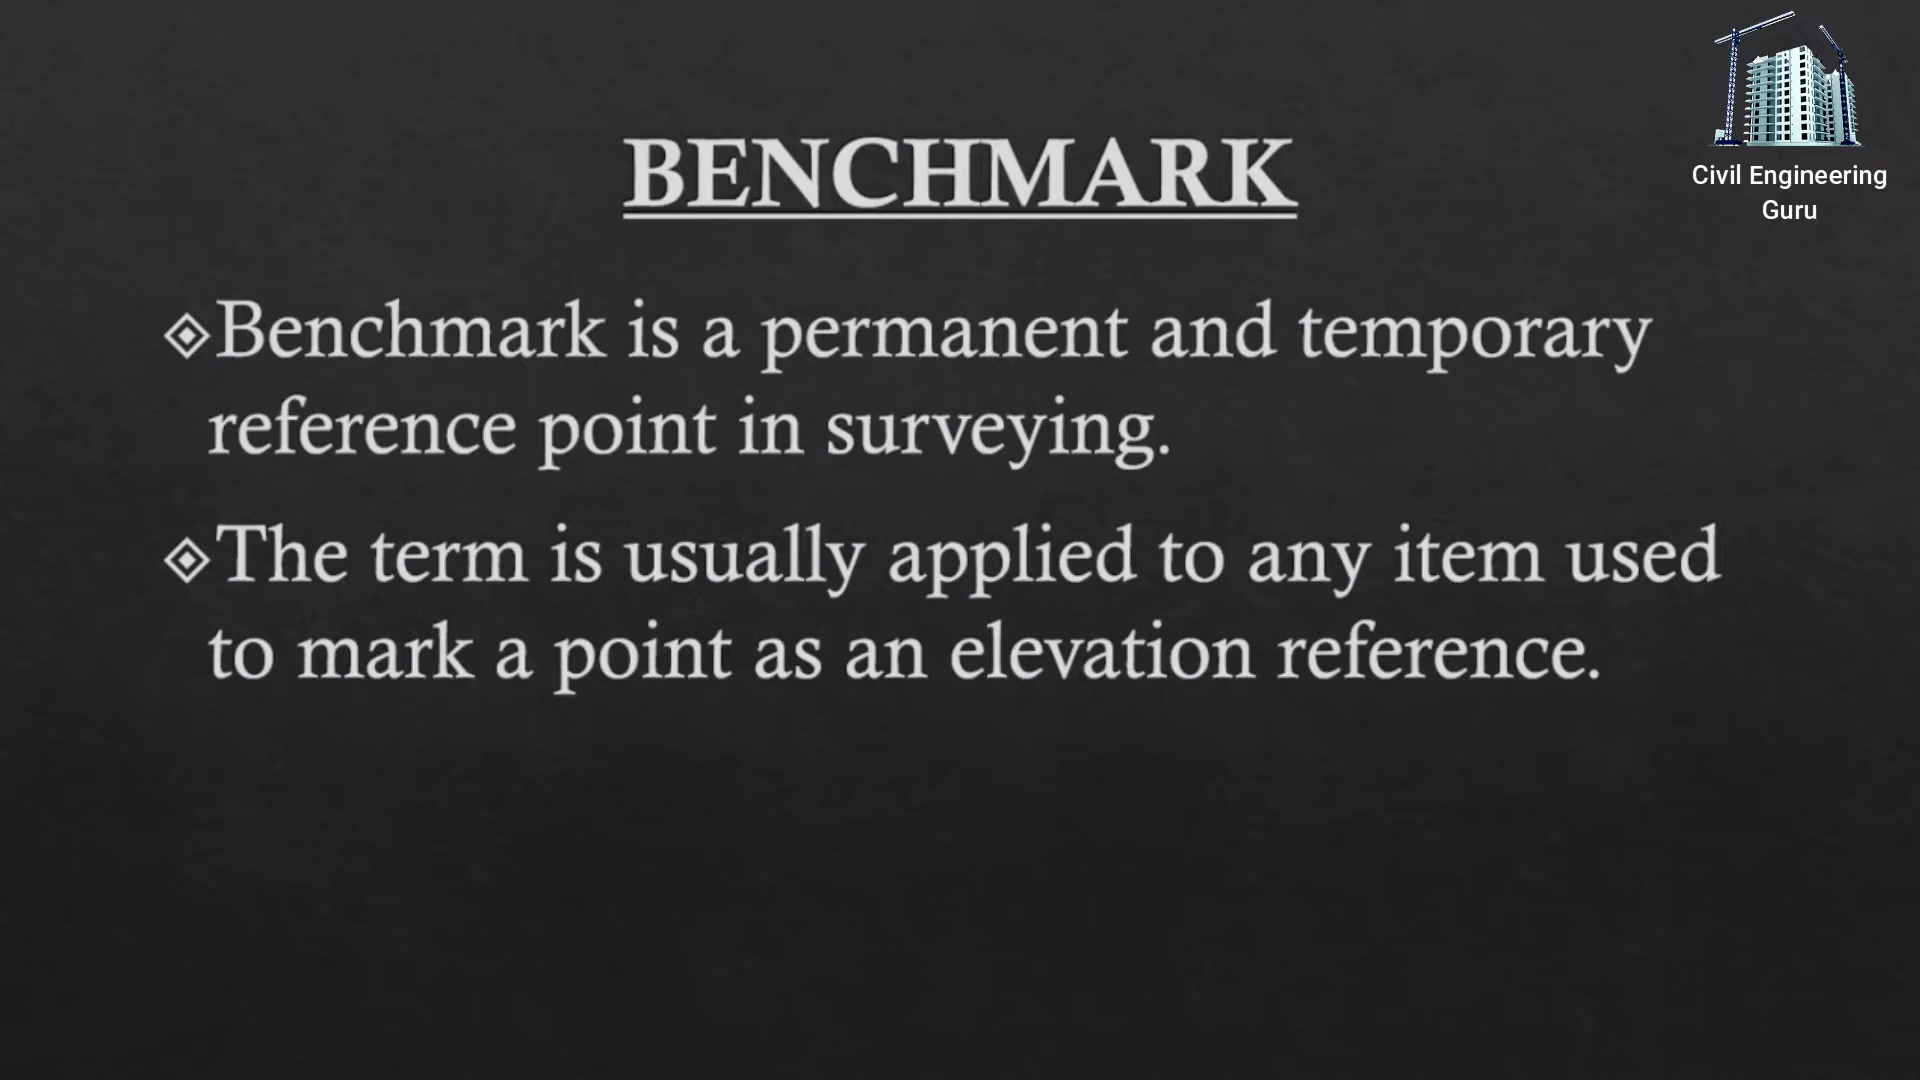 Civil Engineering
Guru
BENCHMARK
Benchmark is a permanent and temporary
reference point in surveying.
The term is usually applied to any item used
to mark a point as an elevation reference.